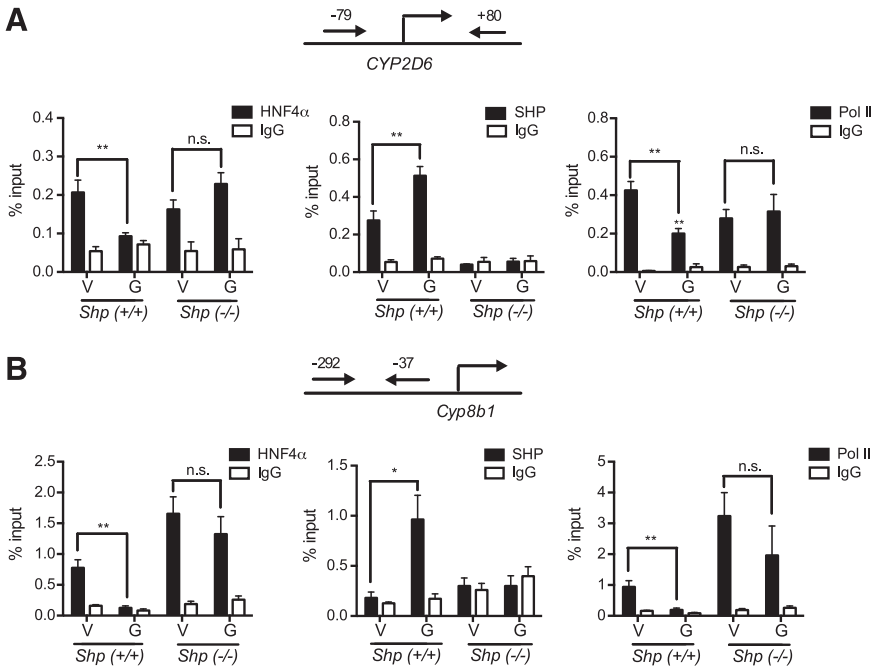 A
-79
+80
CYP2D6
HNF4α
IgG
% input
0.4
0.3
0.2
0.1
0.0
**
n.s.
V G V G
Shp (+/+) Shp (-/-)
SHP
IgG
% input
0.8
0.6
0.4
0.2
0.0
**
V G V G
Shp (+/+) Shp (-/-)
Pol II
IgG
% input
0.8
0.6
0.4
0.2
0.0
**
**
n.s.
V G V G
Shp (+/+) Shp (-/-)
B
-292
-37
Cyp8b1
HNF4α
IgG
% input
2.5
2.0
1.5
1.0
0.5
0.0
**
n.s.
V G V G
Shp (+/+) Shp (-/-)
SHP
IgG
% input
1.5
1.0
0.5
0.0
*
V G V G
Shp (+/+) Shp (-/-)
Pol II
IgG
% input
5
4
3
2
1
0
**
n.s.
V G V G
Shp (+/+) Shp (-/-)